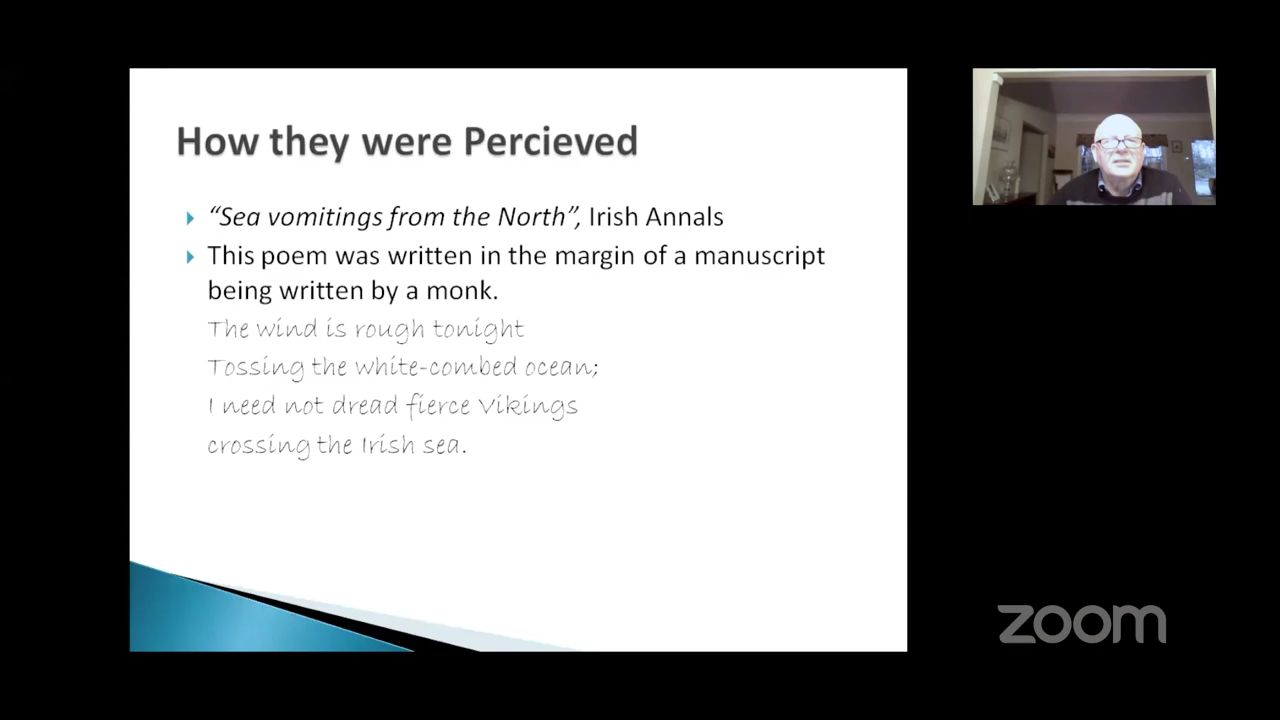 How they were Percieved
“Sea vomitings from the North”, Irish Annals
This poem was written in the margin of a manuscript
being written by a monk.
The wind is rough tonight
Tossing the white-combed ocean;
I need not dread fierce Vikings
crossing the Irish sea.
zoom